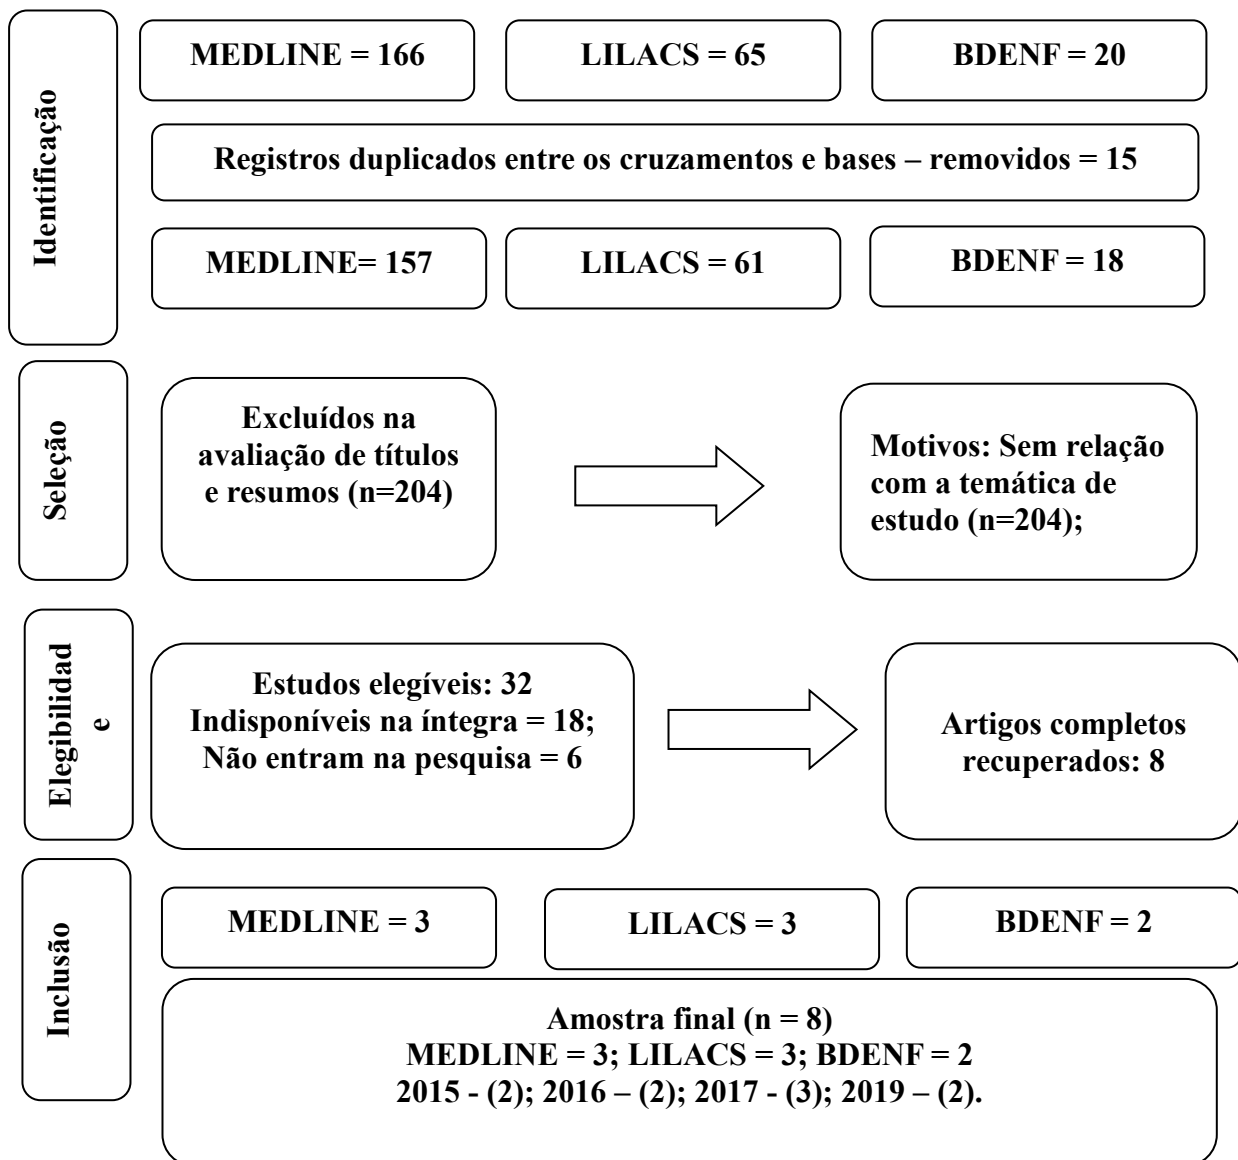 Identificação
MEDLINE = 166
LILACS = 65
BDENF = 20
Registros duplicados entre os cruzamentos e bases – removidos = 15
MEDLINE= 157
LILACS = 61
BDENF = 18
Seleção
Excluídos na
avaliação de títulos
e resumos (n=204)
Motivos: Sem relação
com a temática de
estudo (n=204);
Elegibilidad
e
Estudos elegíveis: 32
Indisponíveis na íntegra = 18;
Não entram na pesquisa = 6
Artigos completos
recuperados: 8
Inclusão
MEDLINE = 3
LILACS = 3
BDENF = 2
Amostra final (n = 8)
MEDLINE = 3; LILACS = 3; BDENF = 2
2015 - (2); 2016 – (2); 2017 - (3); 2019 – (2).